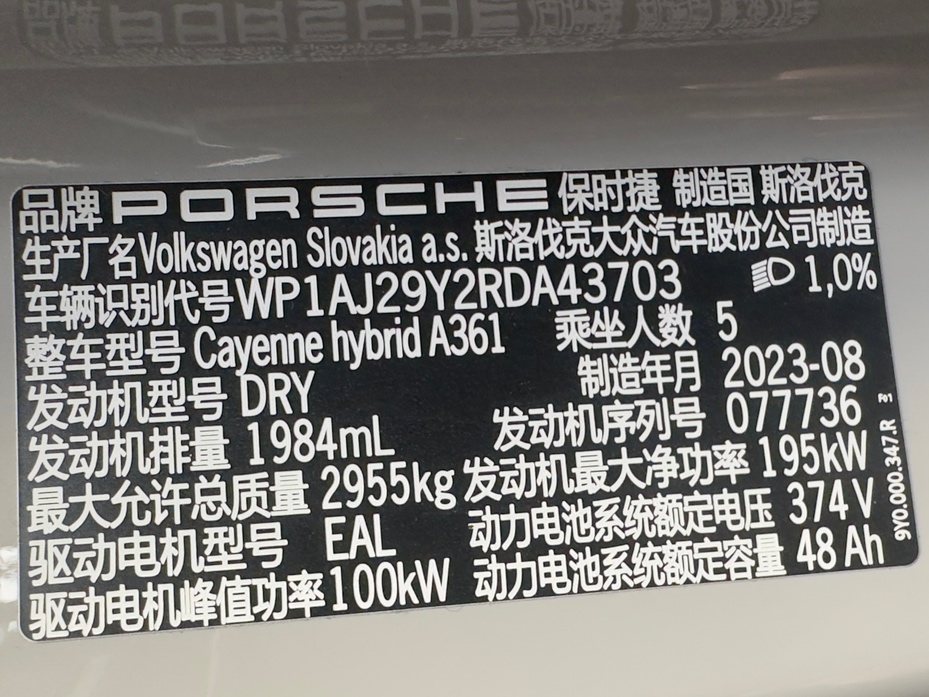 品牌 PORSCHE 保时捷 制造国 斯洛伐克
生产厂名 Volkswagen Slovakia a.s. 斯洛伐克大众汽车股份公司制造
车辆识别代号 WP1AJ29Y2RDA43703 1,0%
整车型号 Cayenne hybrid A361 乘坐人数 5
发动机型号 DRY 制造年月 2023-08
发动机排量 1984mL 发动机序列号 077736
最大允许总质量 2955kg 发动机最大净功率 195kW
驱动电机型号 EAL 动力电池系统额定电压 374V
驱动电机峰值功率 100kW 动力电池系统额定容量 48 Ah
9Y0.000.347.R